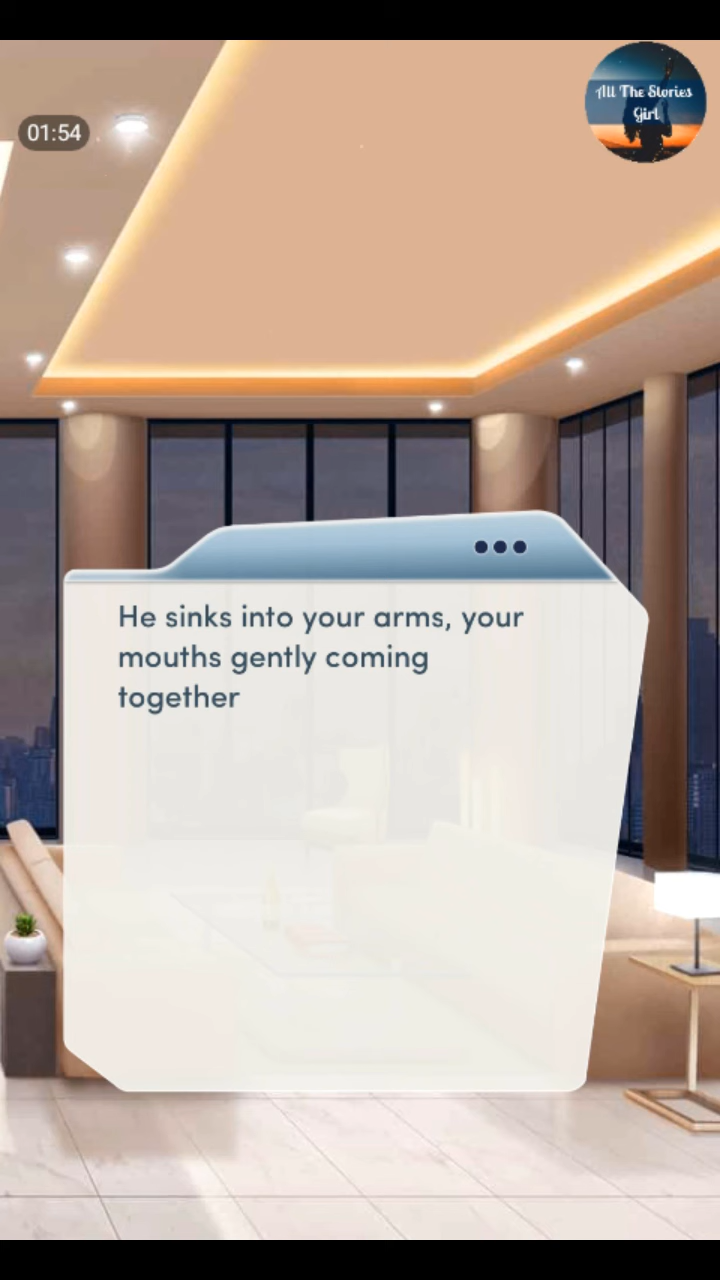 All The Stories
Girl
01:54
He sinks into your arms, your
mouths gently coming
together